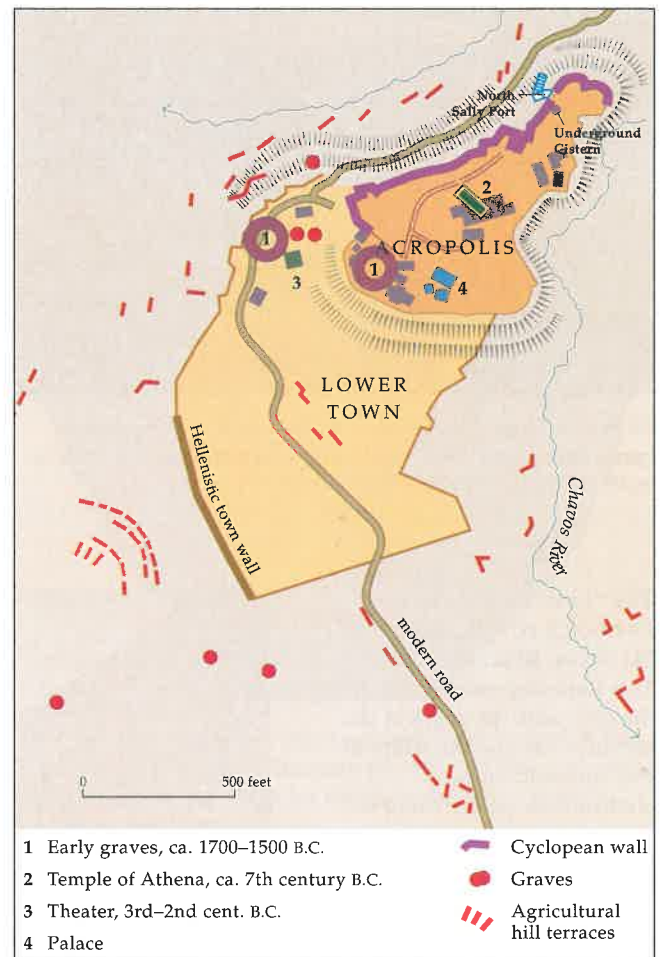 North
Sally Port
Underground
Cistern
2
1
ACROPOLIS
1
3
4
LOWER
TOWN
Hellenistic town wall
Chavos River
modern road
0 500 feet
1 Early graves, ca. 1700–1500 B.C.
2 Temple of Athena, ca. 7th century B.C.
3 Theater, 3rd–2nd cent. B.C.
4 Palace
Cyclopean wall
Graves
Agricultural
hill terraces